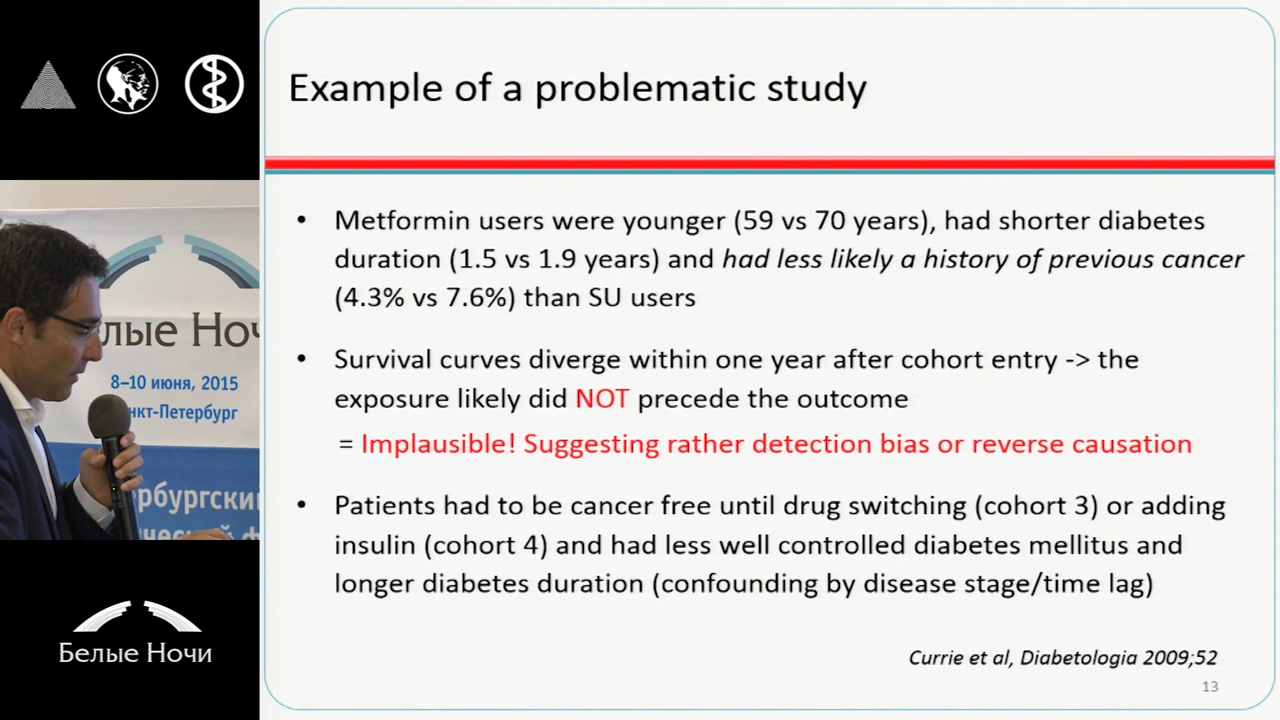 Example of a problematic study
• Metformin users were younger (59 vs 70 years), had shorter diabetes
duration (1.5 vs 1.9 years) and had less likely a history of previous cancer
(4.3% vs 7.6%) than SU users
• Survival curves diverge within one year after cohort entry -> the
exposure likely did NOT precede the outcome
= Implausible! Suggesting rather detection bias or reverse causation
• Patients had to be cancer free until drug switching (cohort 3) or adding
insulin (cohort 4) and had less well controlled diabetes mellitus and
longer diabetes duration (confounding by disease stage/time lag)
Currie et al, Diabetologia 2009;52
13
8–10 июня, 2015
Белые Ночи